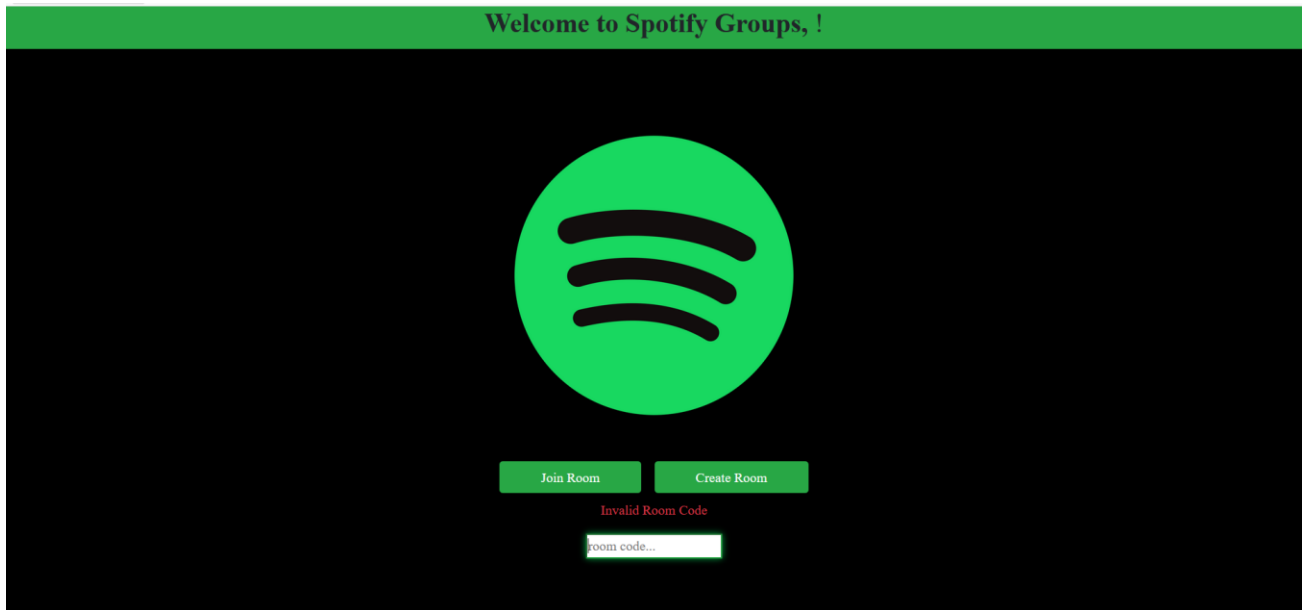 Welcome to Spotify Groups, !
Join Room
Create Room
Invalid Room Code
room code...